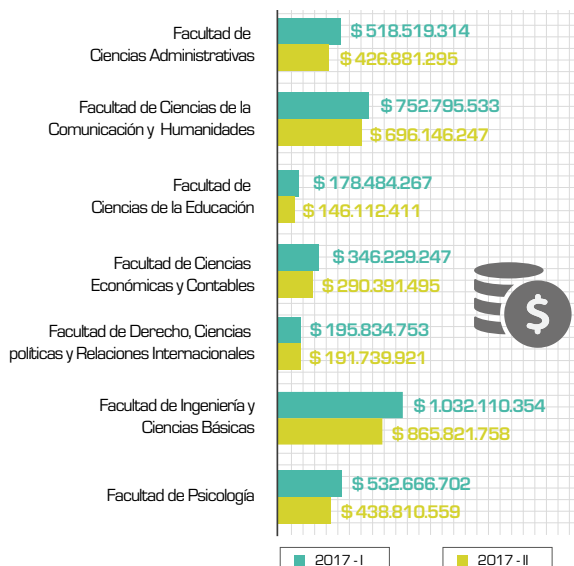 Facultad de
Ciencias Administrativas
$ 518.519.314
$ 426.881.295
Facultad de Ciencias de la
Comunicación y Humanidades
$ 752.795.533
$ 696.146.247
Facultad de
Ciencias de la Educación
$ 178.484.267
$ 146.112.411
Facultad de Ciencias
Económicas y Contables
$ 346.229.247
$ 290.391.495
$
Facultad de Derecho, Ciencias
políticas y Relaciones Internacionales
$ 195.834.753
$ 191.739.921
Facultad de Ingeniería y
Ciencias Básicas
$ 1.032.110.354
$ 865.821.758
Facultad de Psicología
$ 532.666.702
$ 438.810.559
2017 - I
2017 - II